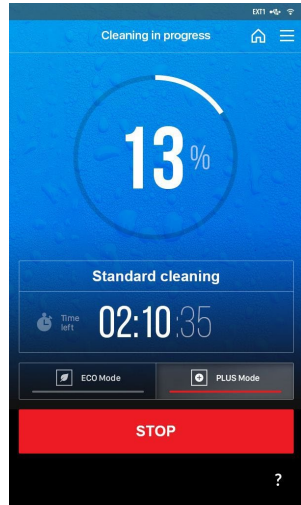 EXT1
Cleaning in progress
13%
Standard cleaning
Time left 02:10:35
ECO Mode PLUS Mode
STOP
?